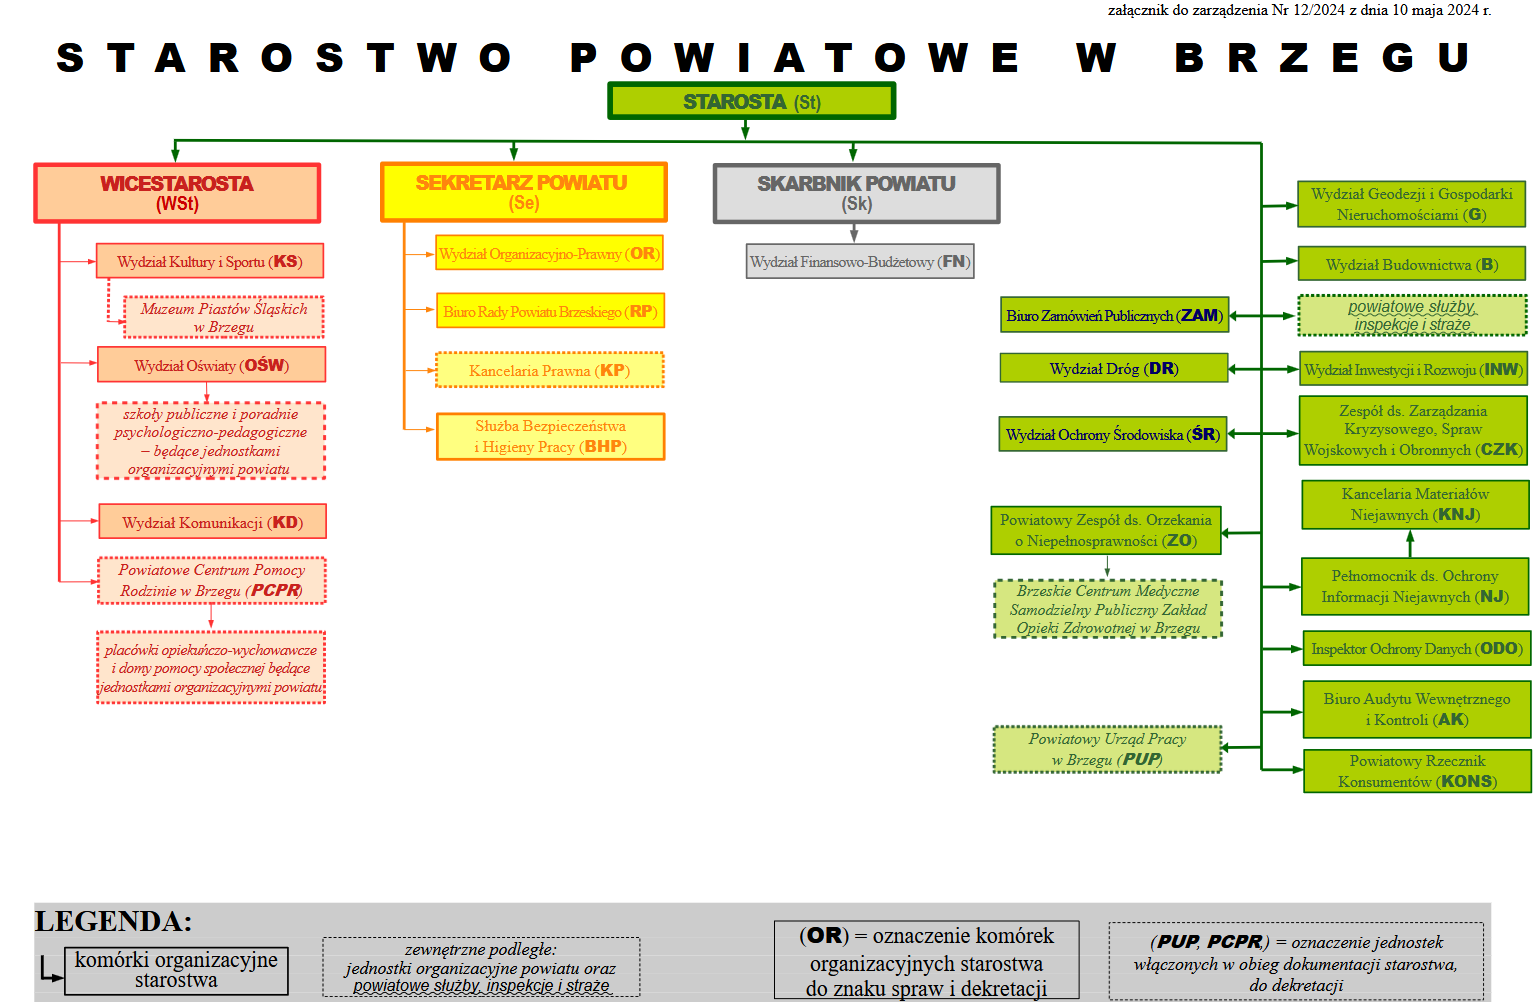 załącznik do zarządzenia Nr 12/2024 z dnia 10 maja 2024 r.
STAROSTWO POWIATOWE W BRZEGU
STAROSTA (St)
WICESTAROSTA
(WSt)
Wydział Kultury i Sportu (KS)
Muzeum Piastów Śląskich
w Brzegu
Wydział Oświaty (OŚW)
szkoły publiczne i poradnie
psychologiczno-pedagogiczne
– będące jednostkami
organizacyjnymi powiatu
Wydział Komunikacji (KD)
Powiatowe Centrum Pomocy
Rodzinie w Brzegu (PCPR)
placówki opiekuńczo-wychowawcze
i domy pomocy społecznej będące
jednostkami organizacyjnymi powiatu
SEKRETARZ POWIATU
(Se)
Wydział Organizacyjno-Prawny (OR)
Biuro Rady Powiatu Brzeskiego (RP)
Kancelaria Prawna (KP)
Służba Bezpieczeństwa
i Higieny Pracy (BHP)
SKARBNIK POWIATU
(Sk)
Wydział Finansowo-Budżetowy (FN)
Biuro Zamówień Publicznych (ZAM)
Wydział Dróg (DR)
Wydział Ochrony Środowiska (ŚR)
Powiatowy Zespół ds. Orzekania
o Niepełnosprawności (ZO)
Brzeskie Centrum Medyczne
Samodzielny Publiczny Zakład
Opieki Zdrowotnej w Brzegu
Powiatowy Urząd Pracy
w Brzegu (PUP)
Wydział Geodezji i Gospodarki
Nieruchomościami (G)
Wydział Budownictwa (B)
powiatowe służby,
inspekcje i straże
Wydział Inwestycji i Rozwoju (INW)
Zespół ds. Zarządzania
Kryzysowego, Spraw
Wojskowych i Obronnych (CZK)
Kancelaria Materiałów
Niejawnych (KNJ)
Pełnomocnik ds. Ochrony
Informacji Niejawnych (NJ)
Inspektor Ochrony Danych (ODO)
Biuro Audytu Wewnętrznego
i Kontroli (AK)
Powiatowy Rzecznik
Konsumentów (KONS)
LEGENDA:
komórki organizacyjne
starostwa
zewnętrzne podległe:
jednostki organizacyjne powiatu oraz
powiatowe służby, inspekcje i straże
(OR) = oznaczenie komórek
organizacyjnych starostwa
do znaku spraw i dekretacji
(PUP, PCPR,) = oznaczenie jednostek
włączonych w obieg dokumentacji starostwa,
do dekretacji